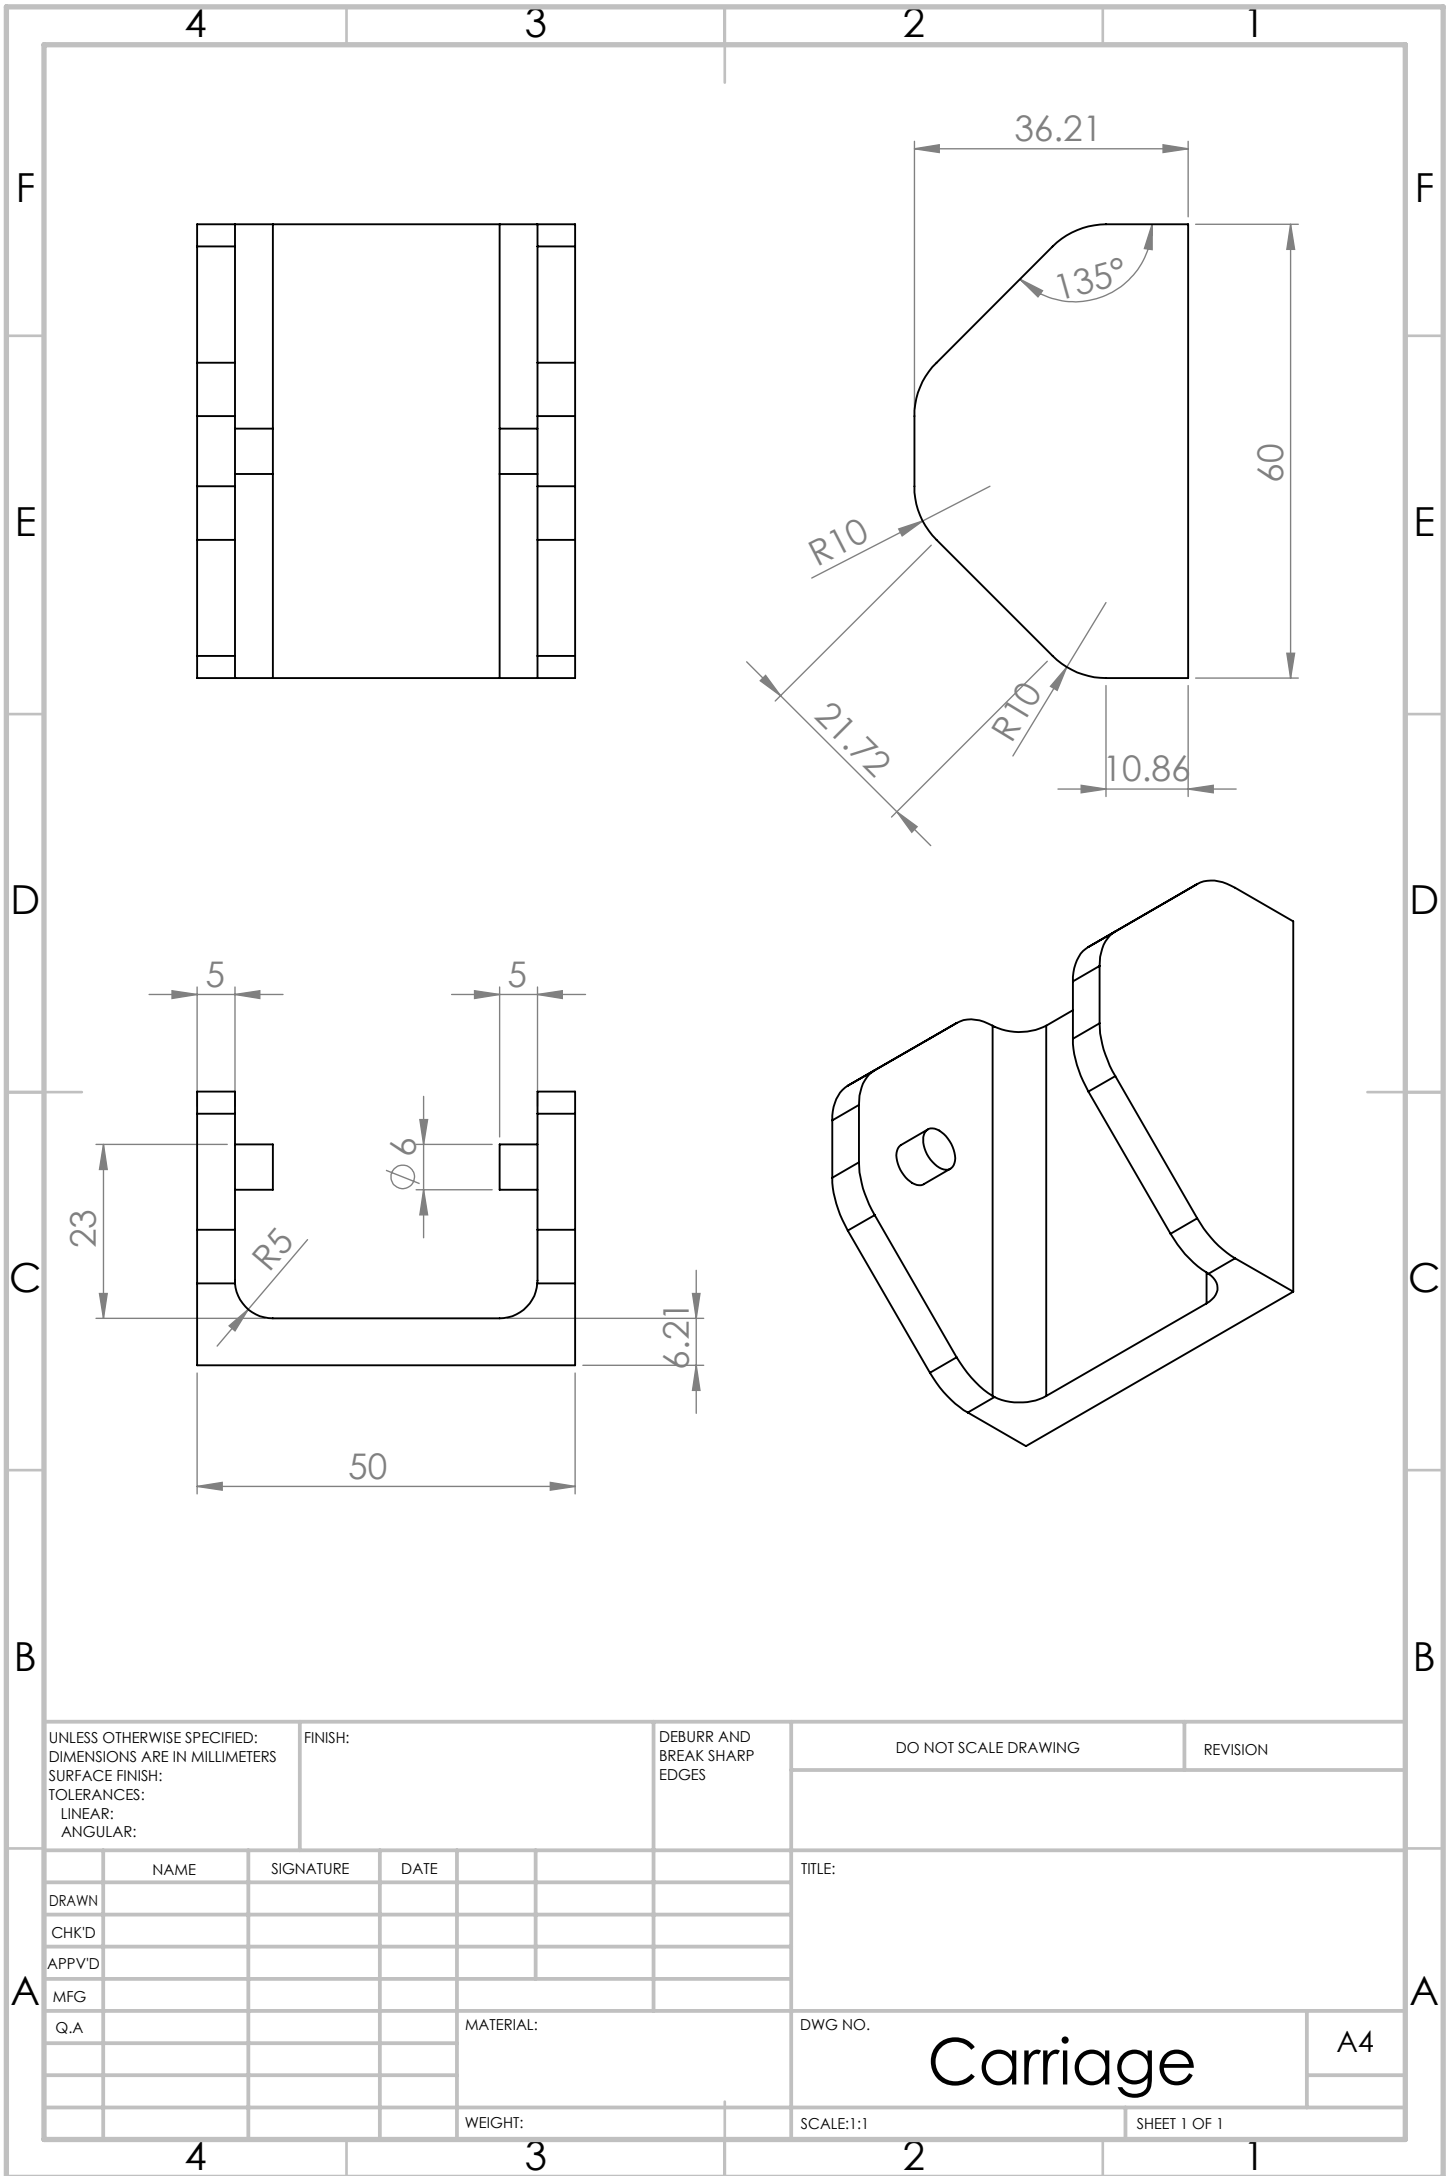 4 3 2 1
F F
E E
D D
C C
B B
A A
36.21
135°
60
R10
R10
21.72
10.86
5 5
23
Ø6
R5
6.21
50
UNLESS OTHERWISE SPECIFIED:
DIMENSIONS ARE IN MILLIMETERS
SURFACE FINISH:
TOLERANCES:
LINEAR:
ANGULAR:
FINISH:
DEBURR AND
BREAK SHARP
EDGES
DO NOT SCALE DRAWING
REVISION
NAME SIGNATURE DATE
DRAWN
CHK'D
APPV'D
MFG
Q.A
TITLE:
MATERIAL:
DWG NO.
Carriage
A4
WEIGHT:
SCALE:1:1
SHEET 1 OF 1
4 3 2 1